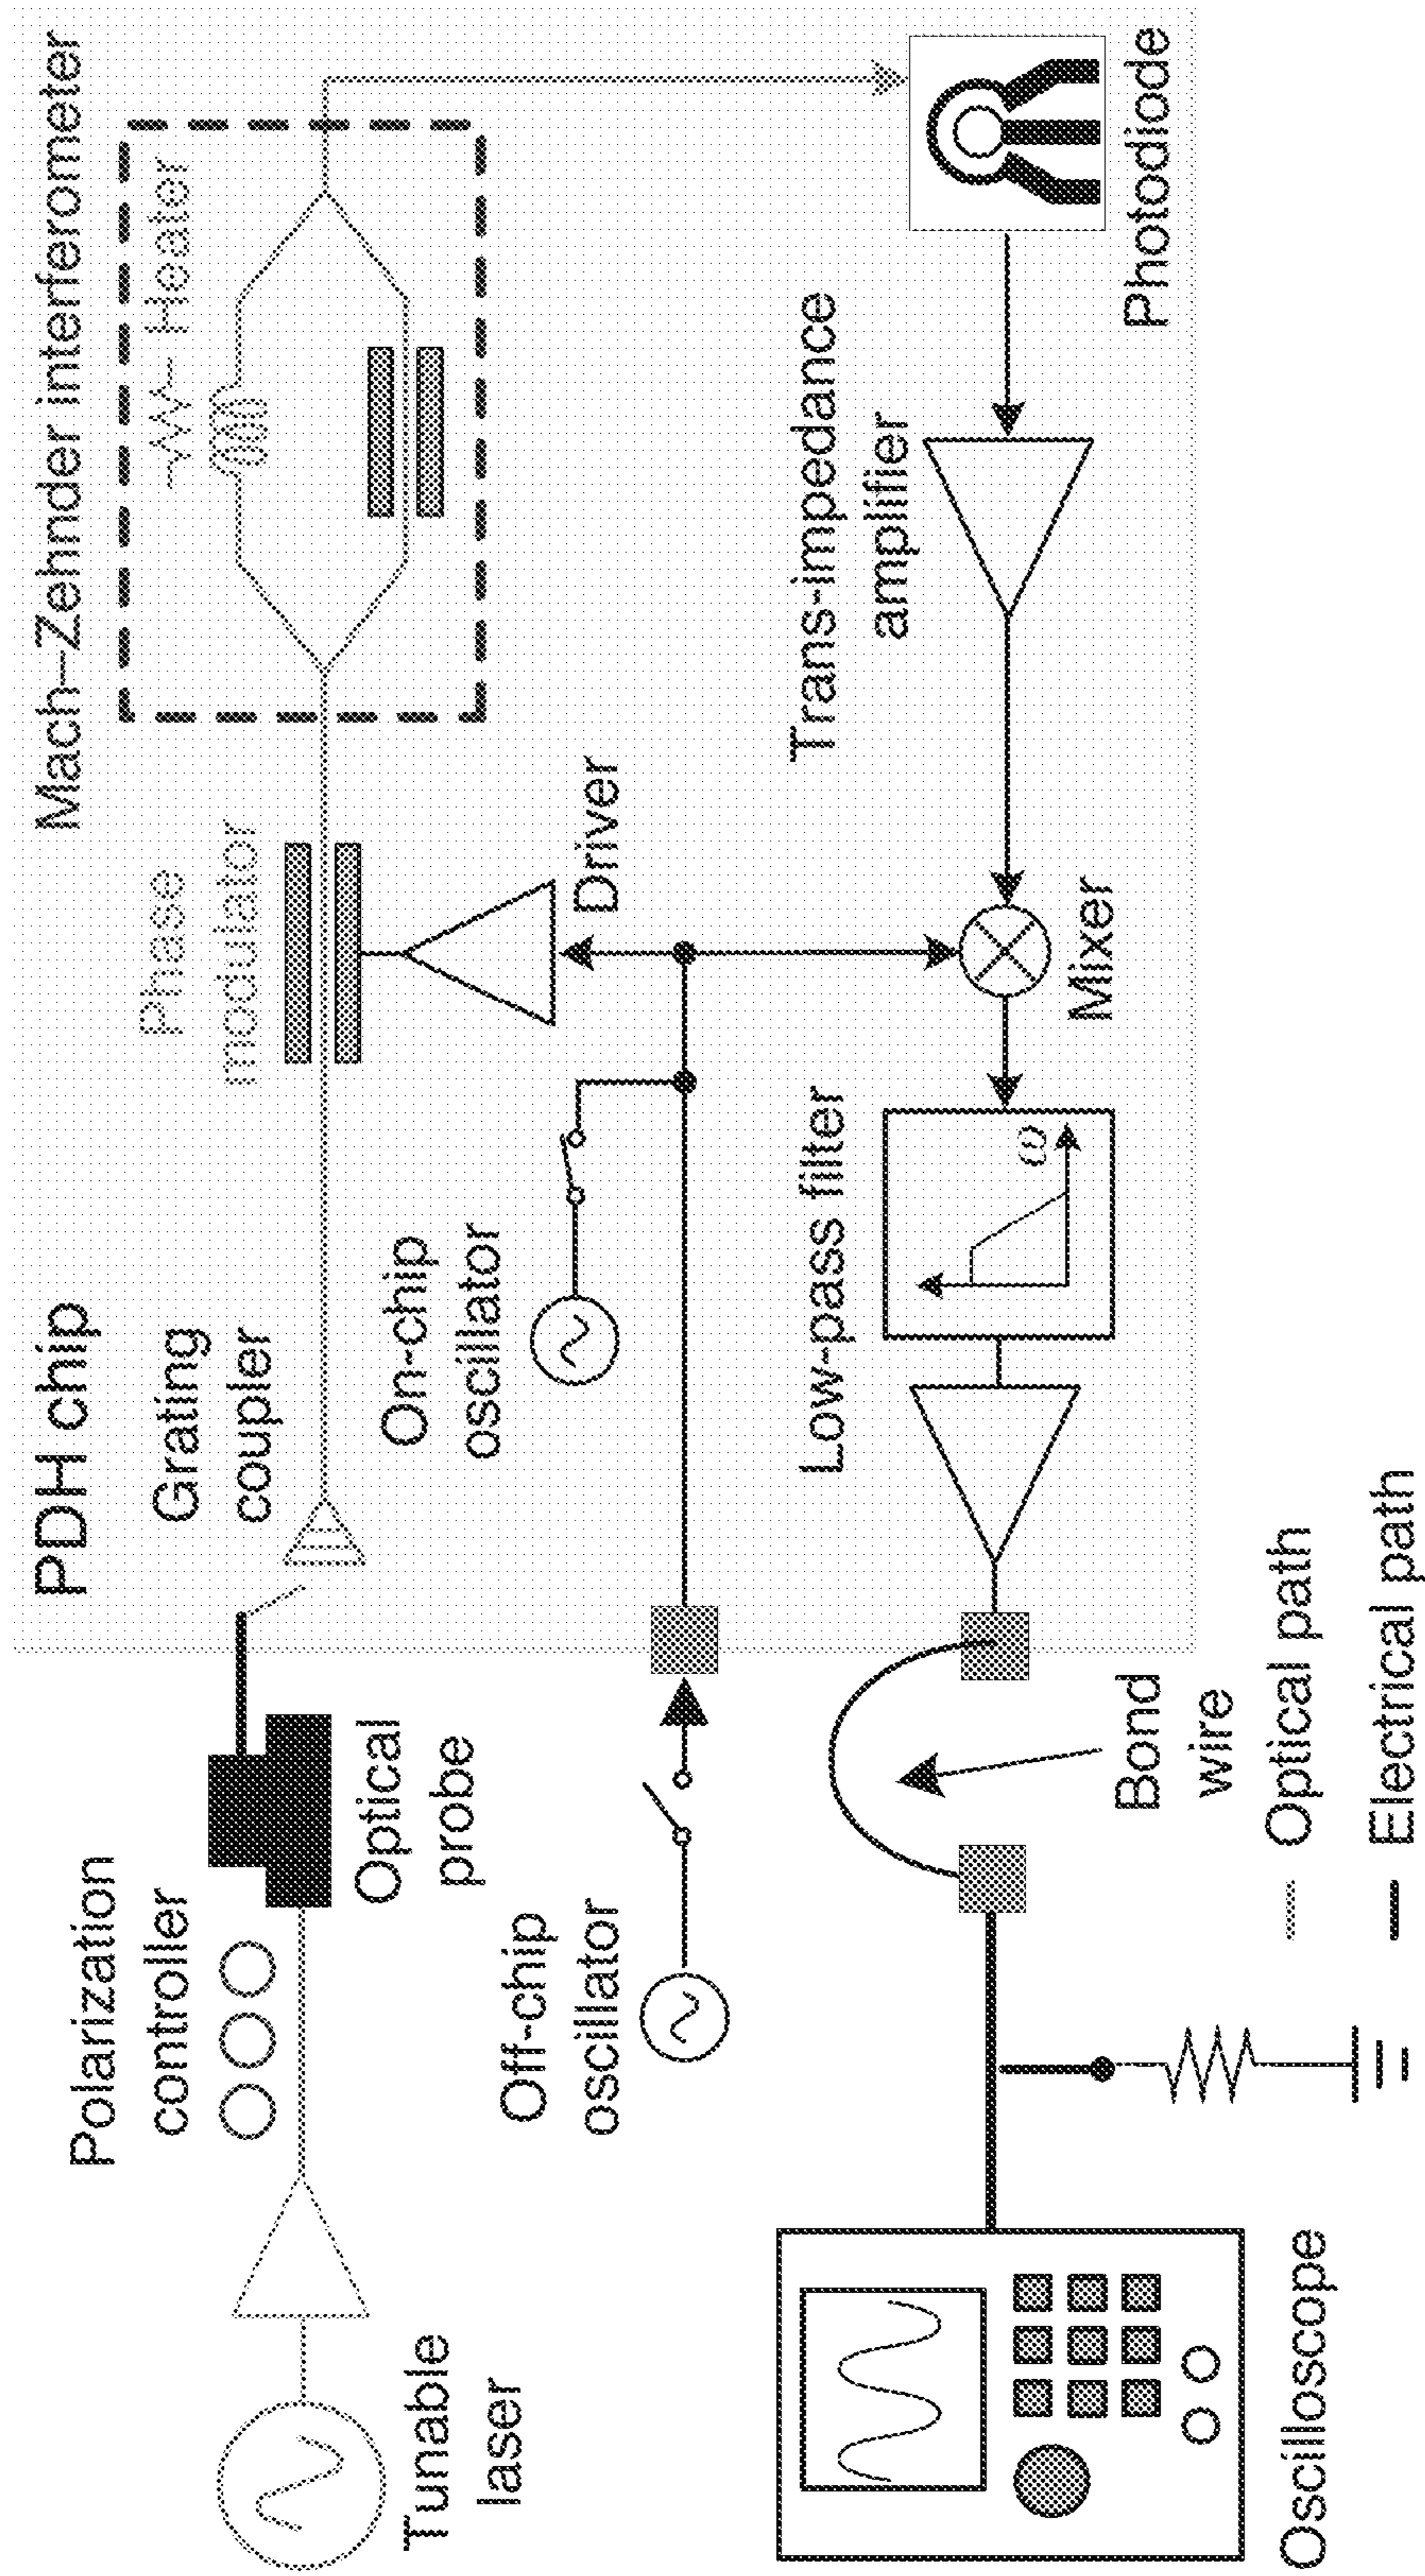 PDH chip
Mach–Zehnder interferometer
Polarization
controller
Grating
coupler
Phase
modulator
Heater
Tunable
laser
Optical
probe
On-chip
oscillator
Driver
Off-chip
oscillator
Low-pass filter
ω
Trans-impedance
amplifier
Mixer
Photodiode
Bond
wire
Oscilloscope
Optical path
Electrical path